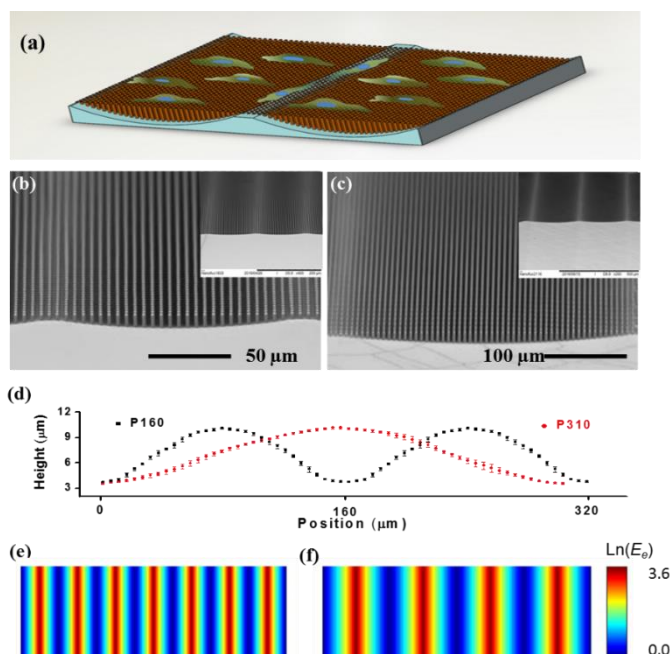 (a)
(b)
(c)
50 µm
100 µm
(d)
Height (µm)
12
9
6
3
P160
P310
0
160
320
Position (µm)
(e)
(f)
Ln(Eₑ)
3.6
0.0